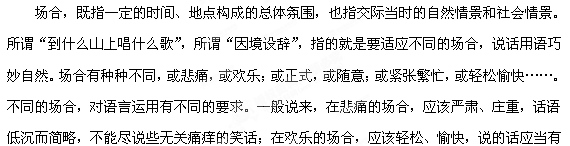 场合，既指一定的时间、地点构成的总体氛围，也指交际当时的自然情景和社会情景。
所谓“到什么山上唱什么歌”，所谓“因境设辞”，指的就是要适应不同的场合，说话用语巧
妙自然。场合有种种不同，或悲痛，或欢乐；或正式，或随意；或紧张繁忙，或轻松愉快……。
不同的场合，对语言运用有不同的要求。一般说来，在悲痛的场合，应该严肃、庄重，话语
低沉而简略，不能尽说些无关痛痒的笑话；在欢乐的场合，应该轻松、愉快，说的话应当有